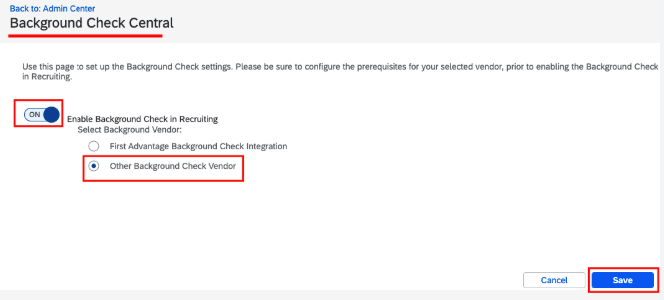 Back to: Admin Center
Background Check Central
Use this page to set up the Background Check settings. Please be sure to configure the prerequisites for your selected vendor, prior to enabling the Background Check
in Recruiting.
ON
Enable Background Check in Recruiting
Select Background Vendor:
First Advantage Background Check Integration
Other Background Check Vendor
Cancel
Save